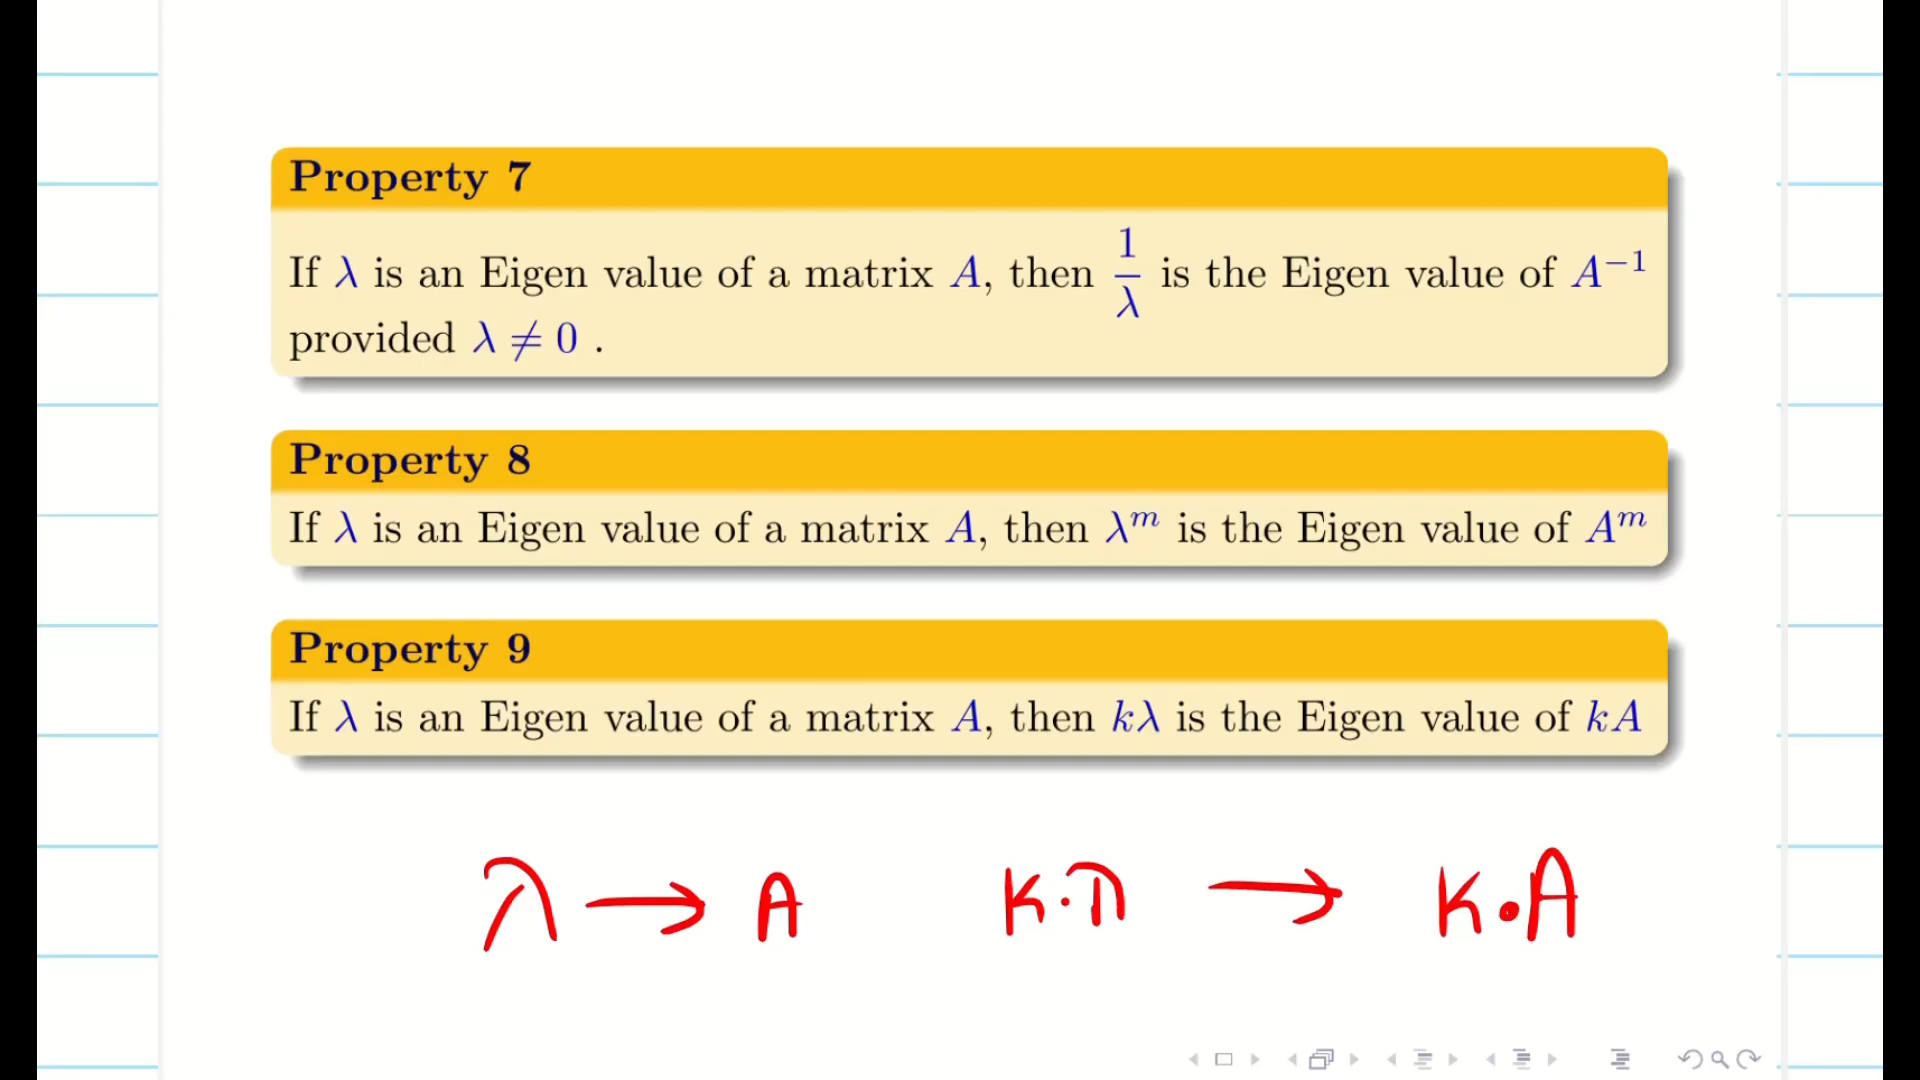 Property 7
If λ is an Eigen value of a matrix A, then 1/λ is the Eigen value of A⁻¹
provided λ ≠ 0 .
Property 8
If λ is an Eigen value of a matrix A, then λᵐ is the Eigen value of Aᵐ
Property 9
If λ is an Eigen value of a matrix A, then kλ is the Eigen value of kA
λ → A K·λ → K·A